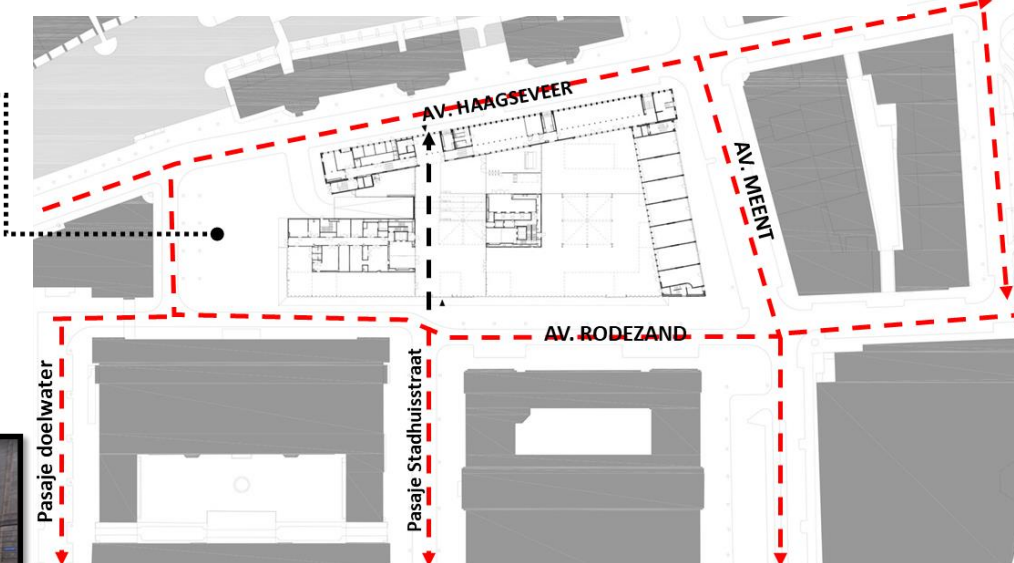 AV. HAAGSEVEER
AV. MEENT
AV. RODEZAND
Pasaje doelwater
Pasaje Stadhuisstraat